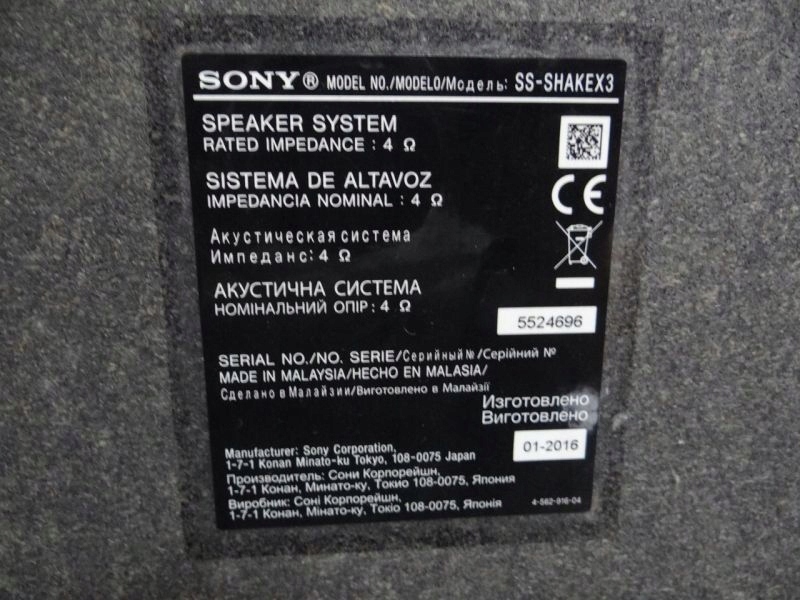 SONY® MODEL NO./MODELO/Модель: SS-SHAKEX3
SPEAKER SYSTEM
RATED IMPEDANCE : 4 Ω
SISTEMA DE ALTAVOZ
IMPEDANCIA NOMINAL : 4 Ω
CE
Акустическая система
Импеданс: 4 Ω
АКУСТИЧНА СИСТЕМА
НОМІНАЛЬНИЙ ОПІР : 4 Ω
5524696
SERIAL NO./NO. SERIE/Серийный №/Серійний №
MADE IN MALAYSIA/HECHO EN MALASIA/
Сделано в Малайзии/Виготовлено в Малайзії
Изготовлено
Виготовлено
01-2016
Manufacturer: Sony Corporation,
1-7-1 Konan Minato-ku Tokyo, 108-0075 Japan
Производитель: Сони Корпорейшн,
1-7-1 Конан, Минато-ку, Токио 108-0075, Япония
Виробник: Соні Корпорейшн,
1-7-1 Конан, Мінато-ку, Токіо 108-0075, Японія
4-562-916-04